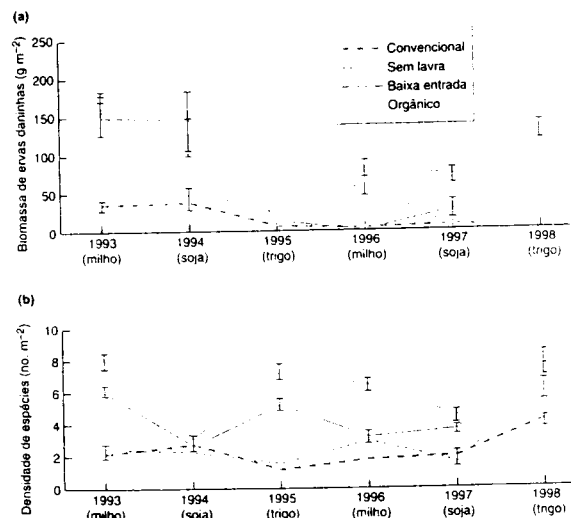 (a)
Biomassa de ervas daninhas (g m⁻²)
250
200
150
100
50
0
Convencional
Sem lavra
Baixa entrada
Orgânico
1993 1994 1995 1996 1997 1998
(milho) (soja) (trigo) (milho) (soja) (trigo)
(b)
Densidade de espécies (no. m⁻²)
10
8
6
4
2
0
1993 1994 1995 1996 1997 1998
(milho) (soja) (trigo) (milho) (soja) (trigo)